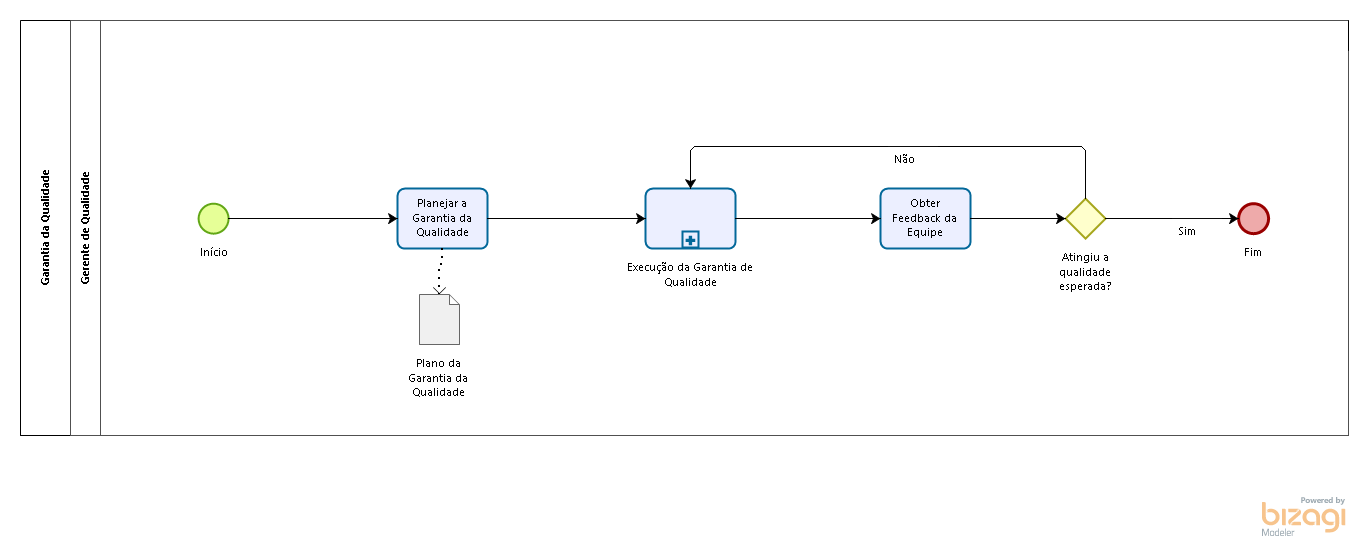 Garantia da Qualidade
Gerente de Qualidade
Início
Planejar a
Garantia da
Qualidade
Plano da
Garantia da
Qualidade
Execução da Garantia de
Qualidade
Não
Obter
Feedback da
Equipe
Atingiu a
qualidade
esperada?
Sim
Fim
Powered by
bizagi
Modeler